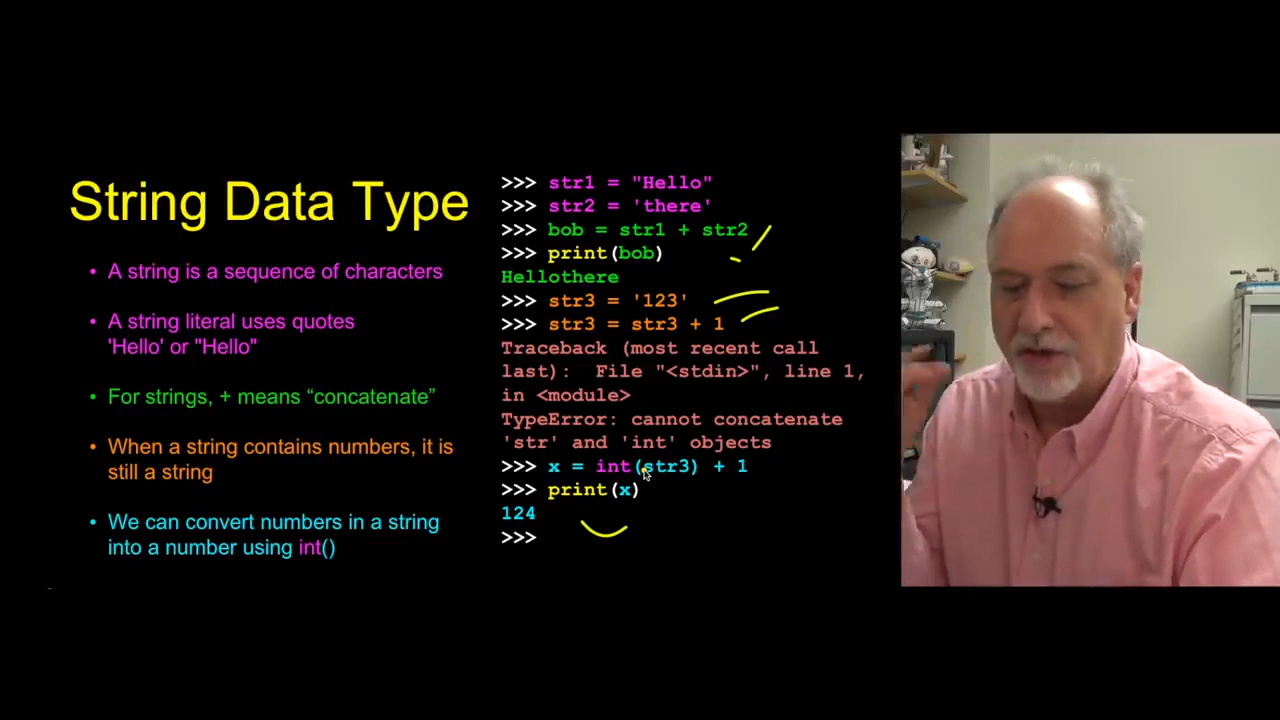 String Data Type
• A string is a sequence of characters
• A string literal uses quotes
'Hello' or "Hello"
• For strings, + means “concatenate”
• When a string contains numbers, it is
still a string
• We can convert numbers in a string
into a number using int()
>>> str1 = "Hello"
>>> str2 = 'there'
>>> bob = str1 + str2
>>> print(bob)
Hellothere
>>> str3 = '123'
>>> str3 = str3 + 1
Traceback (most recent call
last):  File "<stdin>", line 1,
in <module>
TypeError: cannot concatenate
'str' and 'int' objects
>>> x = int(str3) + 1
>>> print(x)
124
>>>